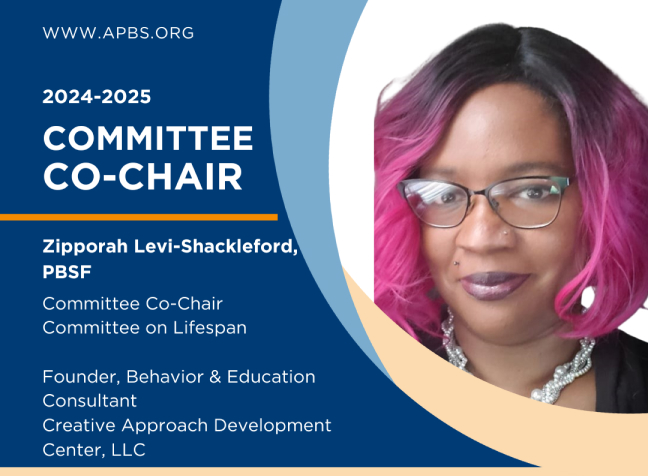 WWW.APBS.ORG
2024-2025
COMMITTEE
CO-CHAIR
Zipporah Levi-Shackleford,
PBSF
Committee Co-Chair
Committee on Lifespan
Founder, Behavior & Education
Consultant
Creative Approach Development
Center, LLC